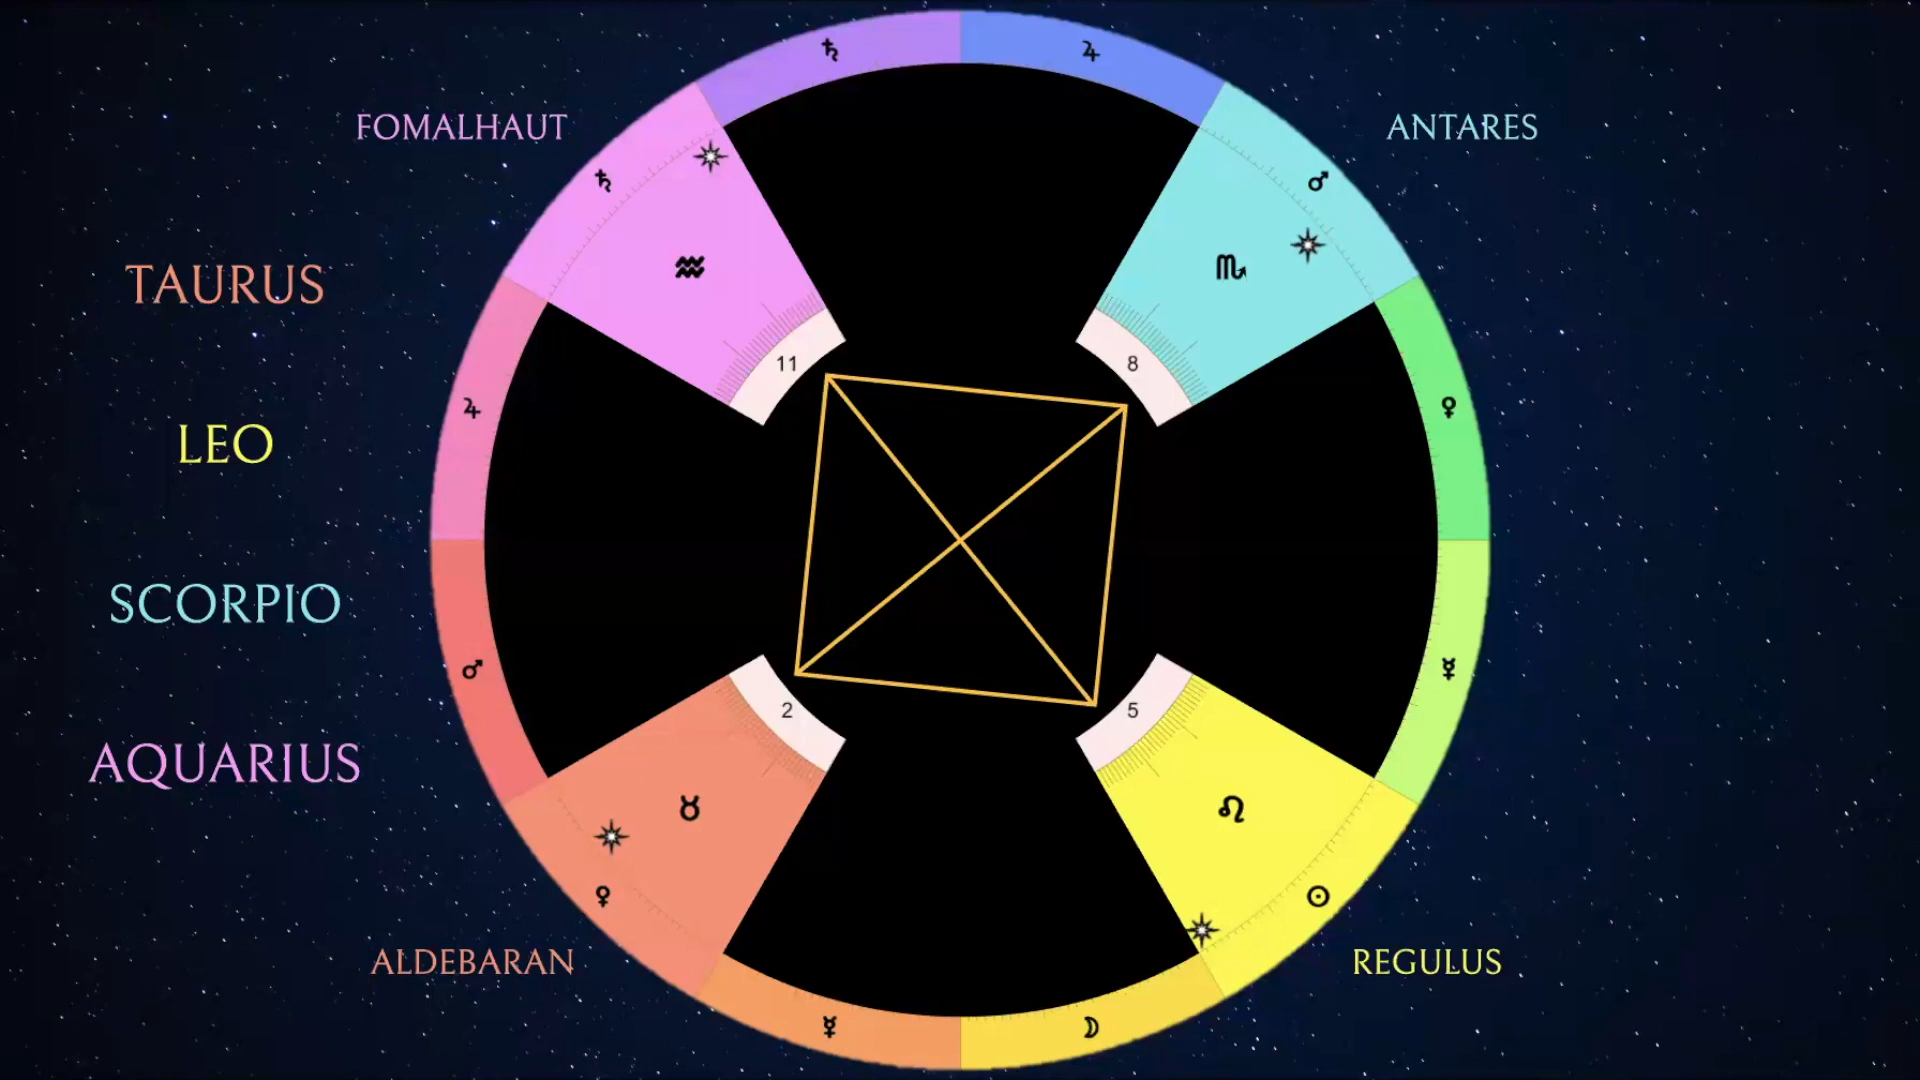 ♄ ♃
FOMALHAUT
ANTARES
♄ ♂
♒ ♏
TAURUS
11 8
♃ ♀
LEO
SCORPIO
♂ ☿
2 5
AQUARIUS
♉ ♌
♀ ☉
ALDEBARAN
REGULUS
☿ ☽